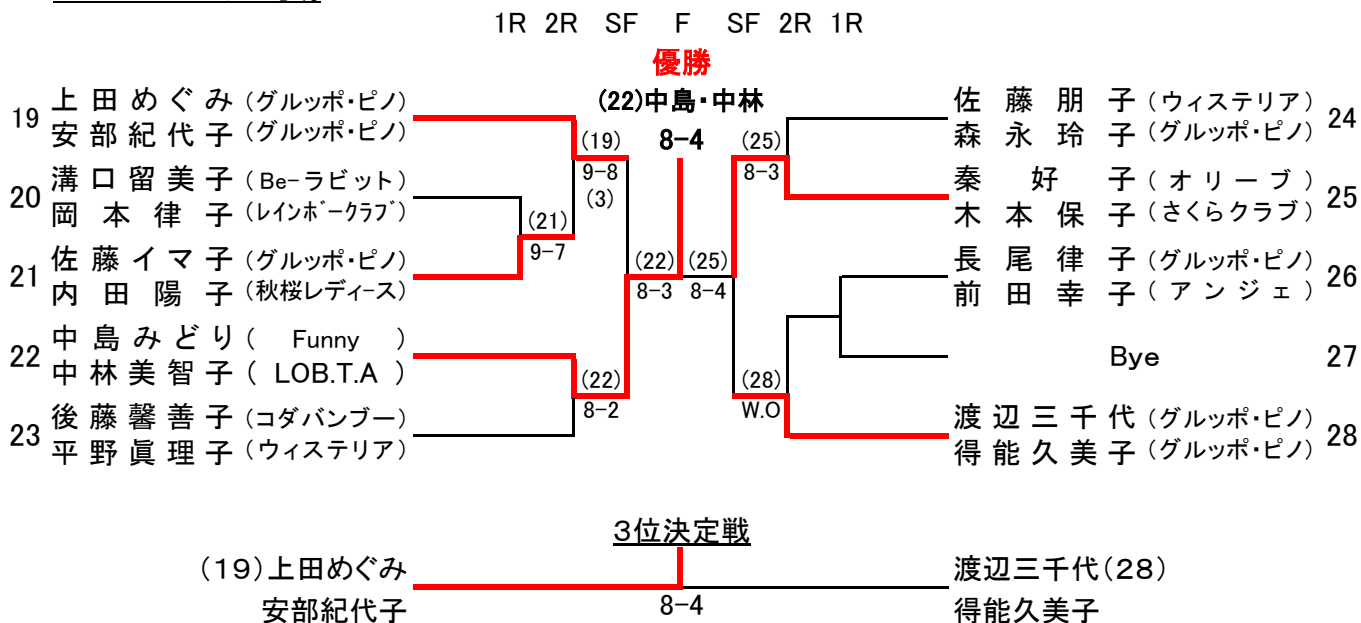 1R 2R SF F SF 2R 1R
優勝
(22)中島・中林
8-4
19 上田めぐみ(グルッポ・ピノ)
安部紀代子(グルッポ・ピノ)
20 溝口留美子(Be-ラビット)
岡本律子(レインボークラブ)
21 佐藤イマ子(グルッポ・ピノ)
内田陽子(秋桜レディース)
22 中島みどり( Funny )
中林美智子( LOB.T.A )
23 後藤馨善子(コダバンブー)
平野眞理子(ウィステリア)
(21)
9-7
(19)
9-8
(3)
(22)
8-2
(22)
8-3
(25)
8-4
(25)
8-3
(28)
W.O
佐藤朋子(ウィステリア) 24
森永玲子(グルッポ・ピノ)
秦好子(オリーブ) 25
木本保子(さくらクラブ)
長尾律子(グルッポ・ピノ) 26
前田幸子(アンジェ)
Bye 27
渡辺三千代(グルッポ・ピノ) 28
得能久美子(グルッポ・ピノ)
3位決定戦
(19)上田めぐみ
安部紀代子
8-4
渡辺三千代(28)
得能久美子